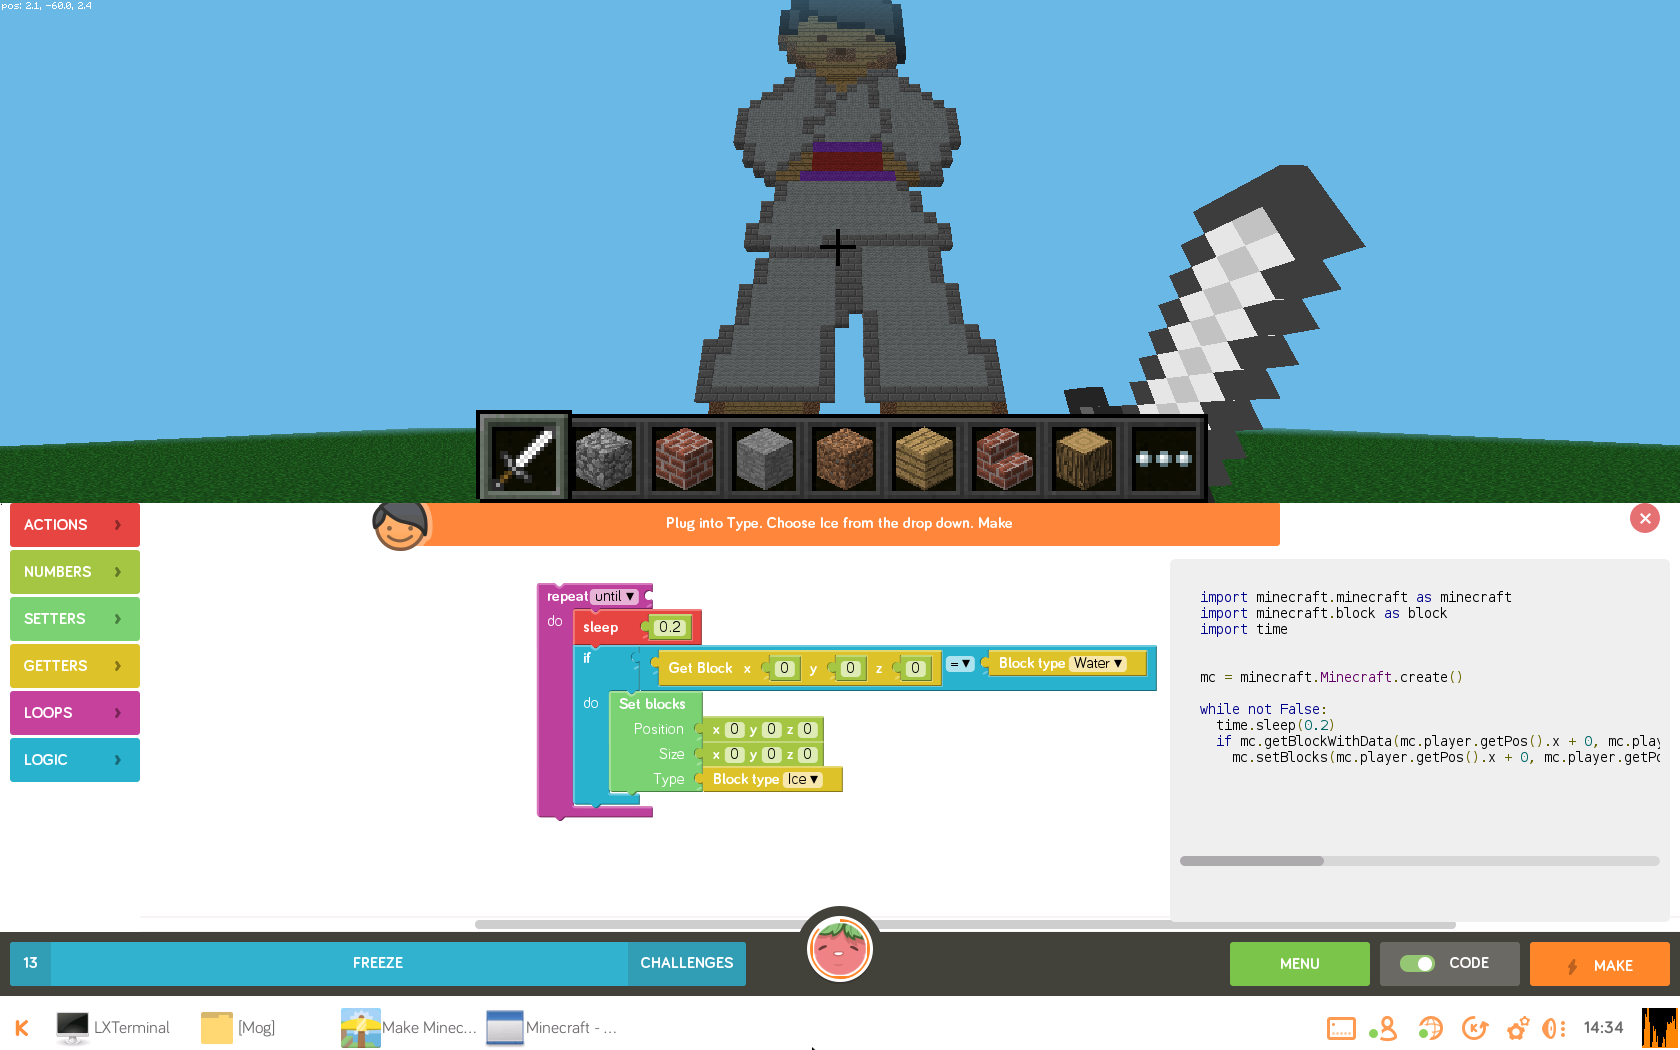 pos: 2.1, -60.0, 2.4
Plug into Type. Choose Ice from the drop down. Make
ACTIONS
NUMBERS
SETTERS
GETTERS
LOOPS
LOGIC
repeat until ▼
do
sleep 0.2
if
Get Block x 0 y 0 z 0 = ▼ Block type Water ▼
do
Set blocks
Position x 0 y 0 z 0
Size x 0 y 0 z 0
Type Block type Ice ▼
import minecraft.minecraft as minecraft
import minecraft.block as block
import time
mc = minecraft.Minecraft.create()
while not False:
time.sleep(0.2)
if mc.getBlockWithData(mc.player.getPos().x + 0, mc.play
mc.setBlocks(mc.player.getPos().x + 0, mc.player.getPo
13 FREEZE CHALLENGES
MENU
CODE
MAKE
K LXTerminal [Mog] Make Minec... Minecraft - ...
14:34